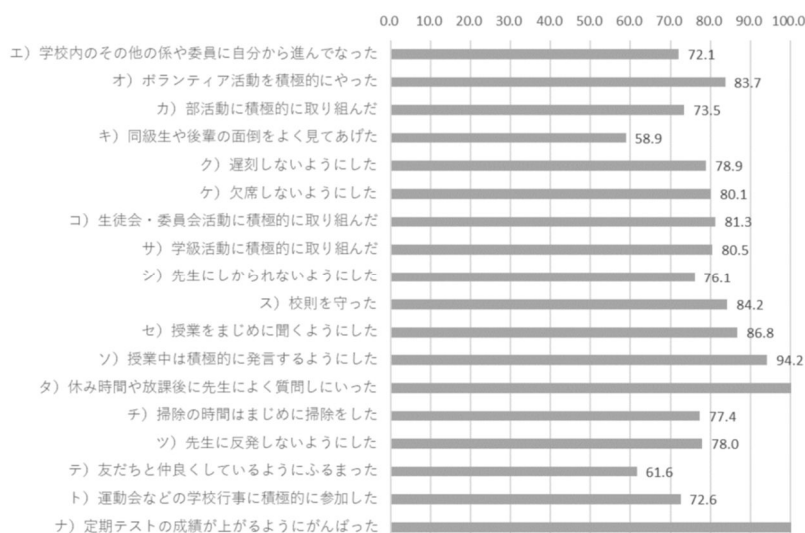 0.0 10.0 20.0 30.0 40.0 50.0 60.0 70.0 80.0 90.0 100.0
エ）学校内のその他の係や委員に自分から進んでなった 72.1
オ）ボランティア活動を積極的にやった 83.7
カ）部活動に積極的に取り組んだ 73.5
キ）同級生や後輩の面倒をよく見てあげた 58.9
ク）遅刻しないようにした 78.9
ケ）欠席しないようにした 80.1
コ）生徒会・委員会活動に積極的に取り組んだ 81.3
サ）学級活動に積極的に取り組んだ 80.5
シ）先生にしかられないようにした 76.1
ス）校則を守った 84.2
セ）授業をまじめに聞くようにした 86.8
ソ）授業中は積極的に発言するようにした 94.2
タ）休み時間や放課後に先生によく質問しにいった
チ）掃除の時間はまじめに掃除をした 77.4
ツ）先生に反発しないようにした 78.0
テ）友だちと仲良くしているようにふるまった 61.6
ト）運動会などの学校行事に積極的に参加した 72.6
ナ）定期テストの成績が上がるようにがんばった